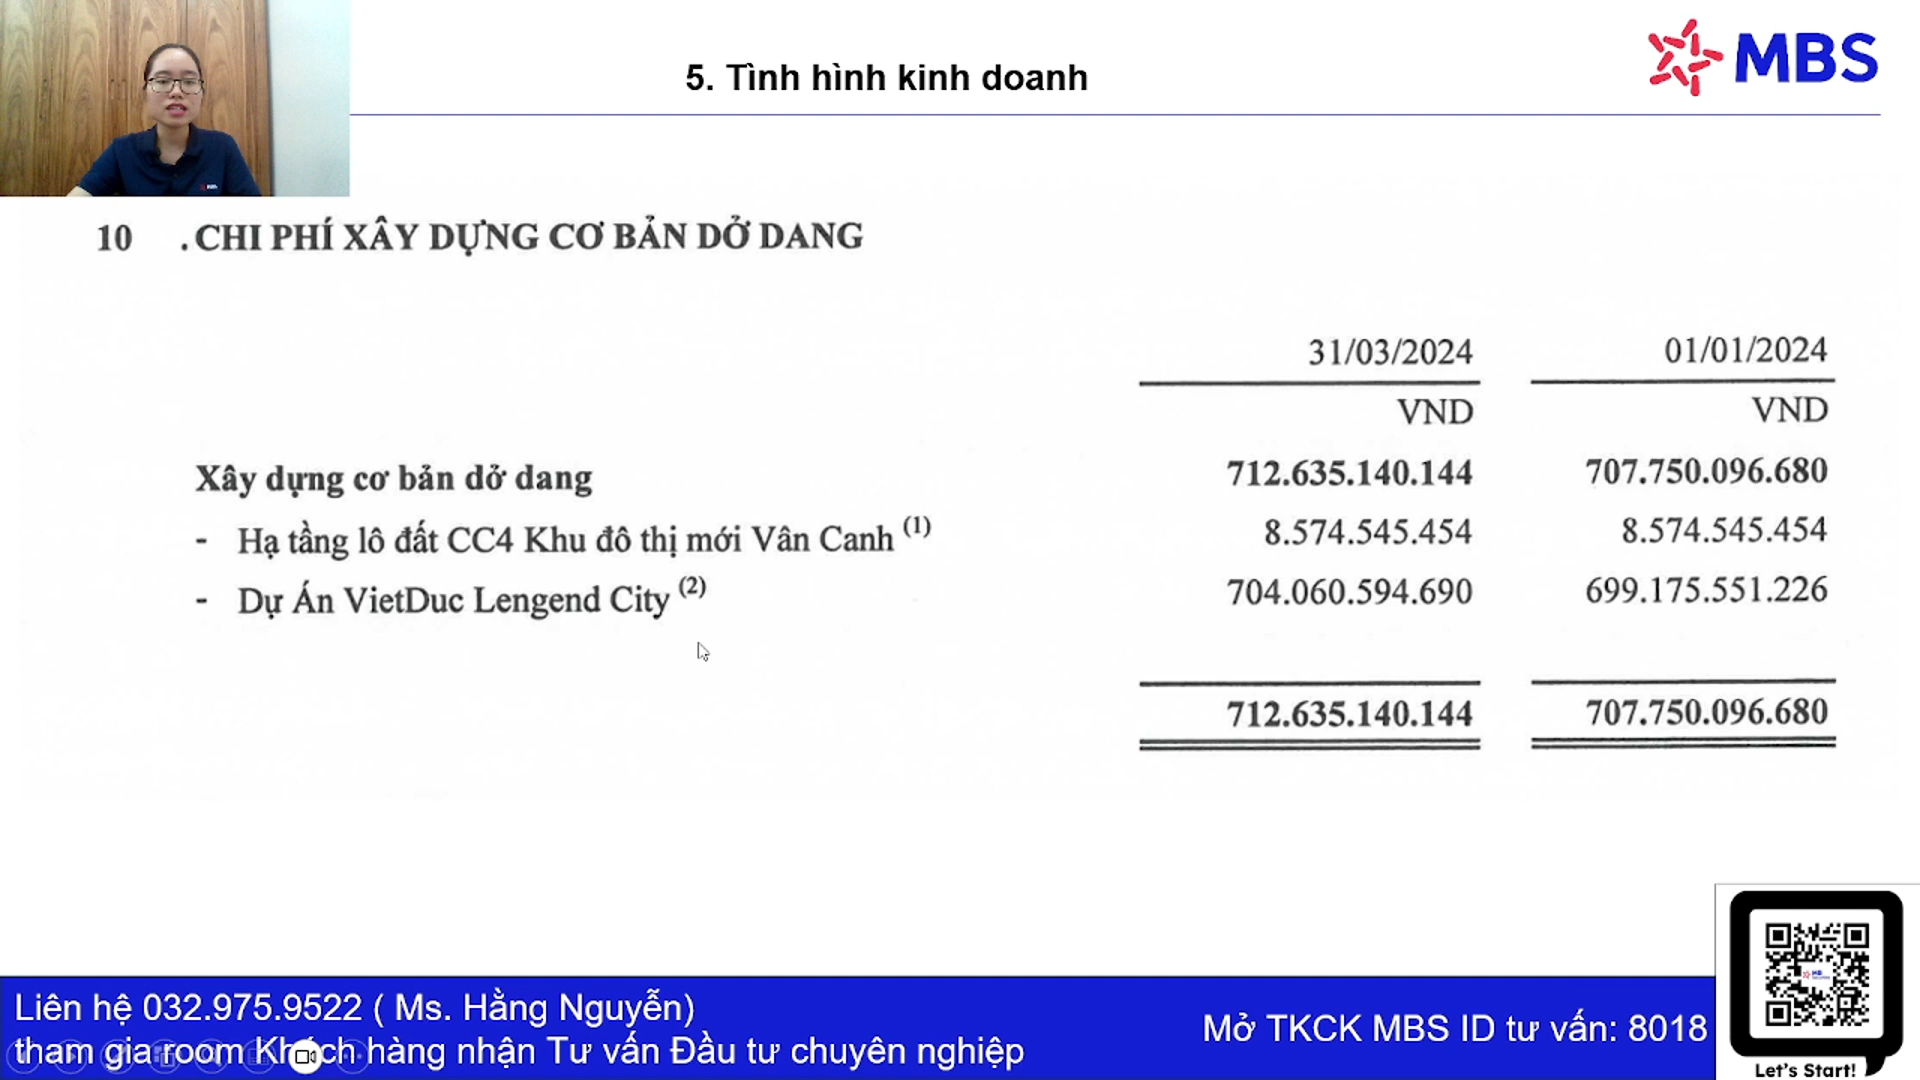 5. Tình hình kinh doanh
MBS
10 . CHI PHÍ XÂY DỰNG CƠ BẢN DỞ DANG
31/03/2024 01/01/2024
VND VND
Xây dựng cơ bản dở dang 712.635.140.144 707.750.096.680
- Hạ tầng lô đất CC4 Khu đô thị mới Vân Canh (1) 8.574.545.454 8.574.545.454
- Dự Án VietDuc Lengend City (2) 704.060.594.690 699.175.551.226
712.635.140.144 707.750.096.680
Liên hệ 032.975.9522 ( Ms. Hằng Nguyễn)
tham gia room Khách hàng nhận Tư vấn Đầu tư chuyên nghiệp
Mở TKCK MBS ID tư vấn: 8018
Let's Start!